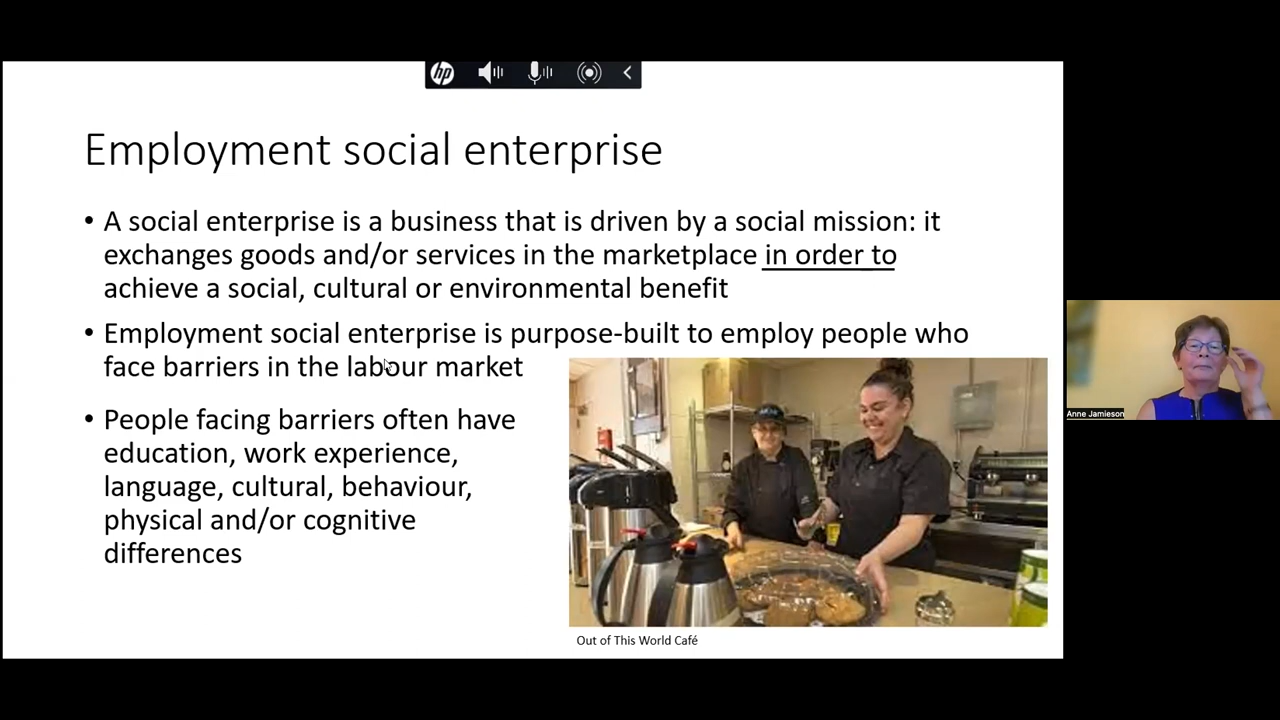 hp
Employment social enterprise
• A social enterprise is a business that is driven by a social mission: it
exchanges goods and/or services in the marketplace in order to
achieve a social, cultural or environmental benefit
• Employment social enterprise is purpose-built to employ people who
face barriers in the labour market
• People facing barriers often have
education, work experience,
language, cultural, behaviour,
physical and/or cognitive
differences
Out of This World Café
Anne Jamieson